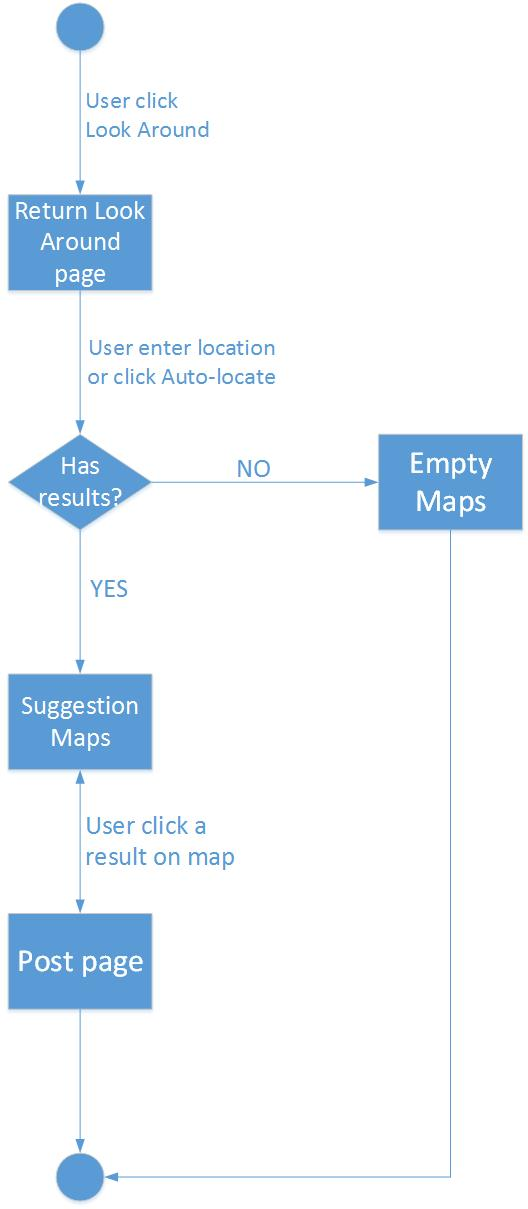 User click
Look Around
Return Look
Around
page
User enter location
or click Auto-locate
Has
results?
NO
Empty
Maps
YES
Suggestion
Maps
User click a
result on map
Post page